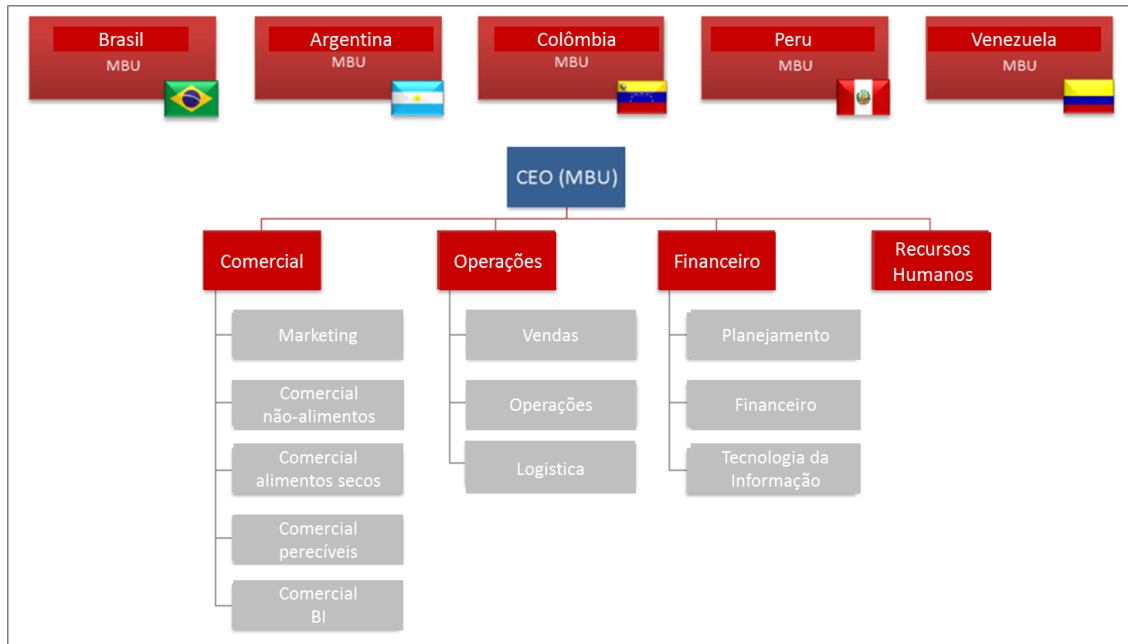 Brasil
MBU
Argentina
MBU
Colômbia
MBU
Peru
MBU
Venezuela
MBU
CEO (MBU)
Comercial
Operações
Financeiro
Recursos
Humanos
Marketing
Vendas
Planejamento
Comercial
não-alimentos
Operações
Financeiro
Comercial
alimentos secos
Logistica
Tecnologia da
Informação
Comercial
perecíveis
Comercial
BI